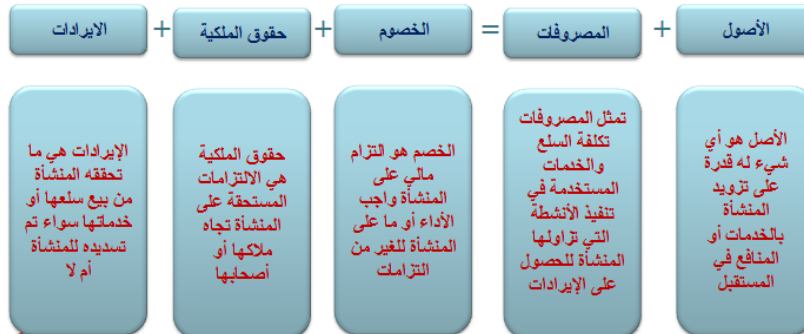 الأصول + المصروفات = الخصوم + حقوق الملكية + الايرادات
الأصل هو أي
شيء له قدرة
على تزويد
المنشأة
بالخدمات أو
المنافع في
المستقبل
تمثل المصروفات
تكلفة السلع
والخدمات
المستخدمة في
تنفيذ الأنشطة
التي تزاولها
المنشأة للحصول
على الإيرادات
الخصم هو التزام
مالي على
المنشأة واجب
الأداء أو ما على
المنشأة للغير من
التزامات
حقوق الملكية
هي الالتزامات
المستحقة على
المنشأة تجاه
ملاكها أو
أصحابها
الإيرادات هي ما
تحققه المنشأة
من بيع سلعها أو
خدماتها سواء تم
تسديده للمنشأة
أم لا